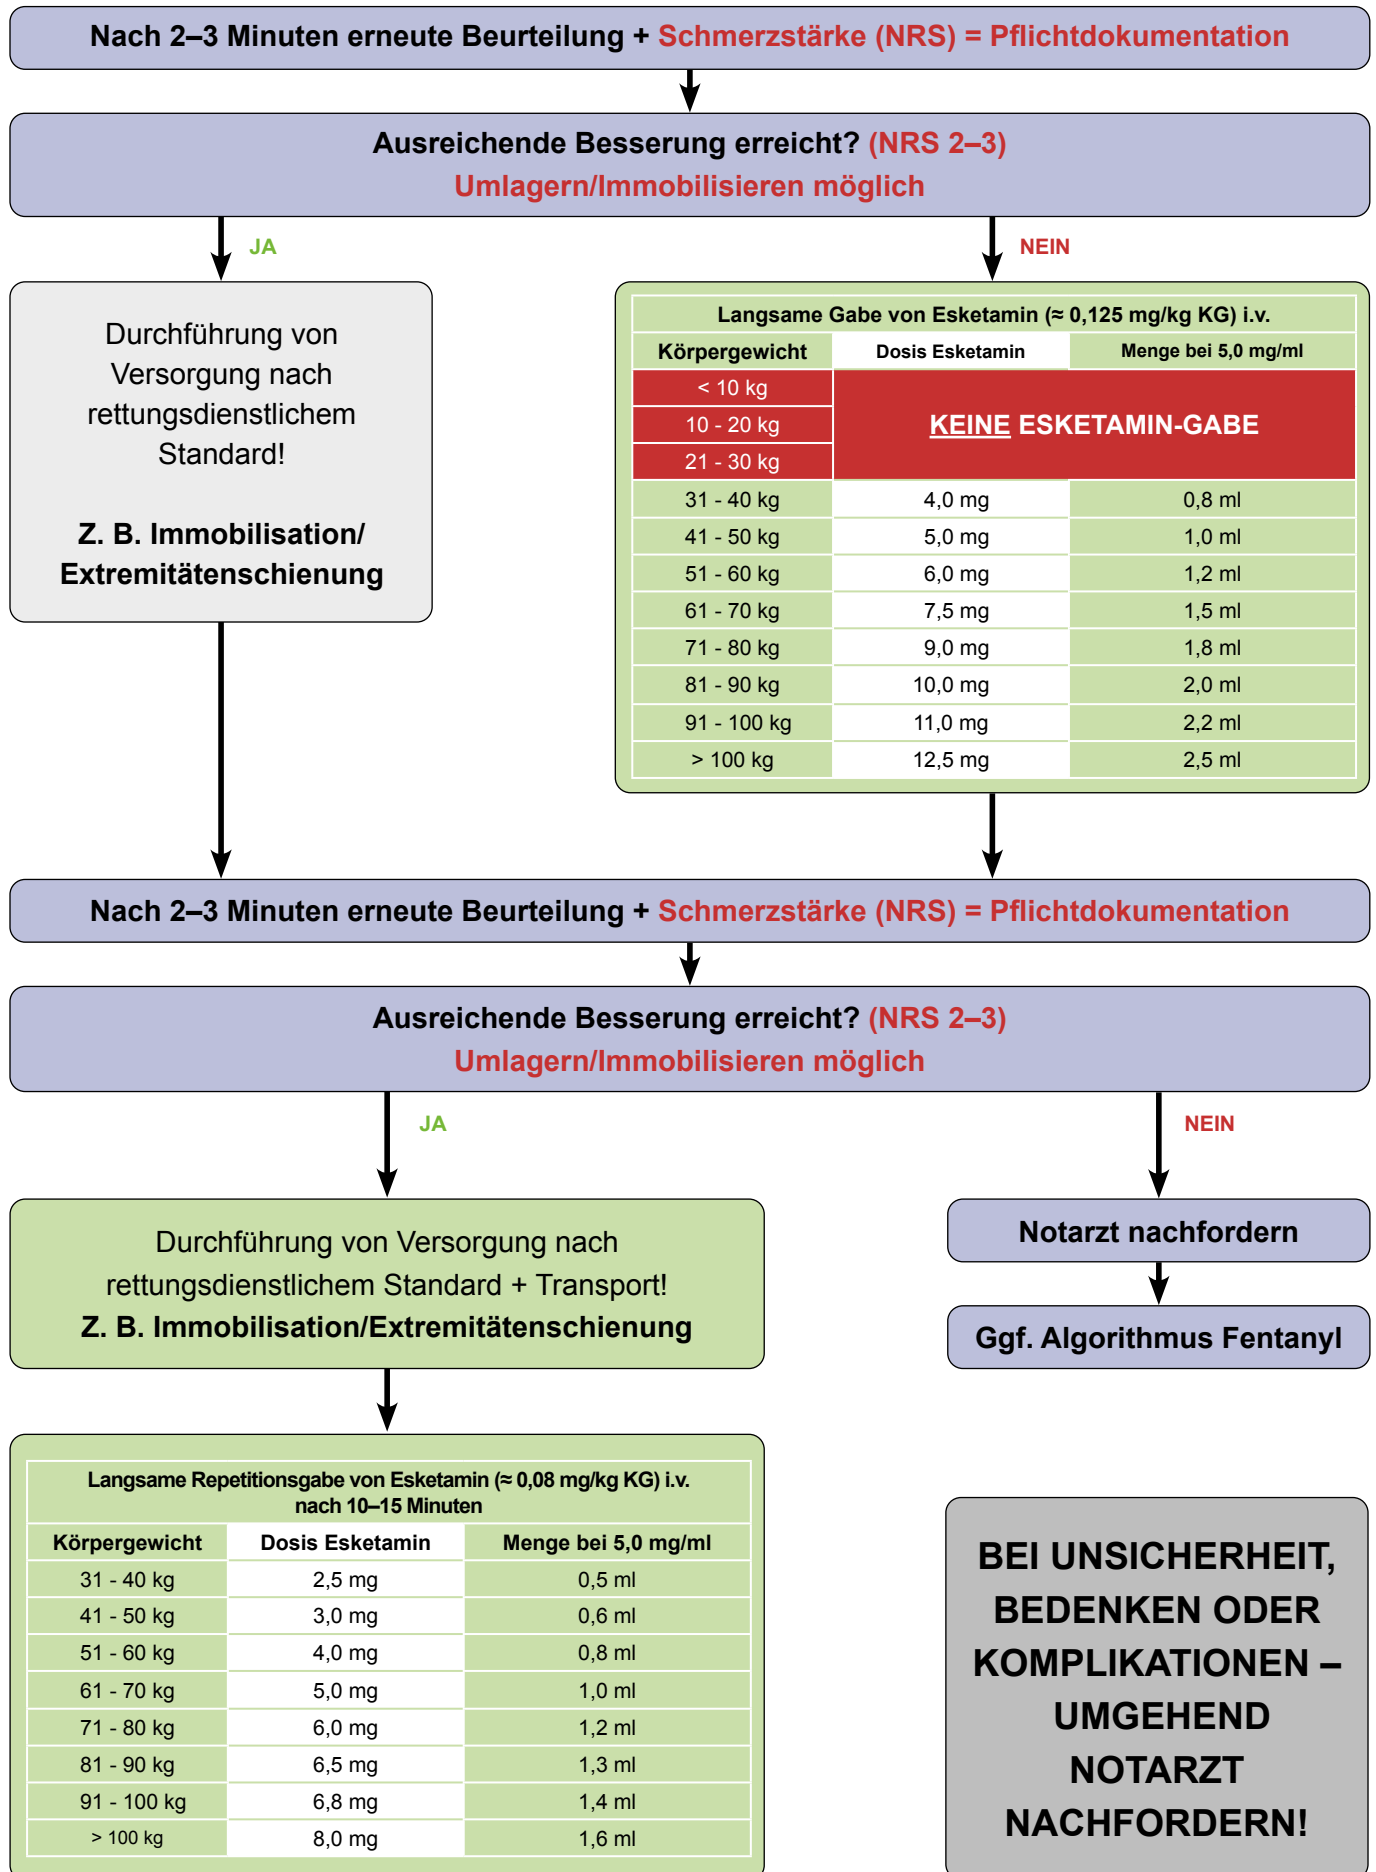 Nach 2–3 Minuten erneute Beurteilung + Schmerzstärke (NRS) = Pflichtdokumentation
Ausreichende Besserung erreicht? (NRS 2–3)
Umlagern/Immobilisieren möglich
JA
NEIN
Durchführung von
Versorgung nach
rettungsdienstlichem
Standard!
Z. B. Immobilisation/
Extremitätenschienung
Langsame Gabe von Esketamin (≈ 0,125 mg/kg KG) i.v.
Körpergewicht Dosis Esketamin Menge bei 5,0 mg/ml
< 10 kg
10 - 20 kg KEINE ESKETAMIN-GABE
21 - 30 kg
31 - 40 kg 4,0 mg 0,8 ml
41 - 50 kg 5,0 mg 1,0 ml
51 - 60 kg 6,0 mg 1,2 ml
61 - 70 kg 7,5 mg 1,5 ml
71 - 80 kg 9,0 mg 1,8 ml
81 - 90 kg 10,0 mg 2,0 ml
91 - 100 kg 11,0 mg 2,2 ml
> 100 kg 12,5 mg 2,5 ml
Nach 2–3 Minuten erneute Beurteilung + Schmerzstärke (NRS) = Pflichtdokumentation
Ausreichende Besserung erreicht? (NRS 2–3)
Umlagern/Immobilisieren möglich
JA
NEIN
Durchführung von Versorgung nach
rettungsdienstlichem Standard + Transport!
Z. B. Immobilisation/Extremitätenschienung
Notarzt nachfordern
Ggf. Algorithmus Fentanyl
Langsame Repetitionsgabe von Esketamin (≈ 0,08 mg/kg KG) i.v.
nach 10–15 Minuten
Körpergewicht Dosis Esketamin Menge bei 5,0 mg/ml
31 - 40 kg 2,5 mg 0,5 ml
41 - 50 kg 3,0 mg 0,6 ml
51 - 60 kg 4,0 mg 0,8 ml
61 - 70 kg 5,0 mg 1,0 ml
71 - 80 kg 6,0 mg 1,2 ml
81 - 90 kg 6,5 mg 1,3 ml
91 - 100 kg 6,8 mg 1,4 ml
> 100 kg 8,0 mg 1,6 ml
BEI UNSICHERHEIT,
BEDENKEN ODER
KOMPLIKATIONEN –
UMGEHEND
NOTARZT
NACHFORDERN!